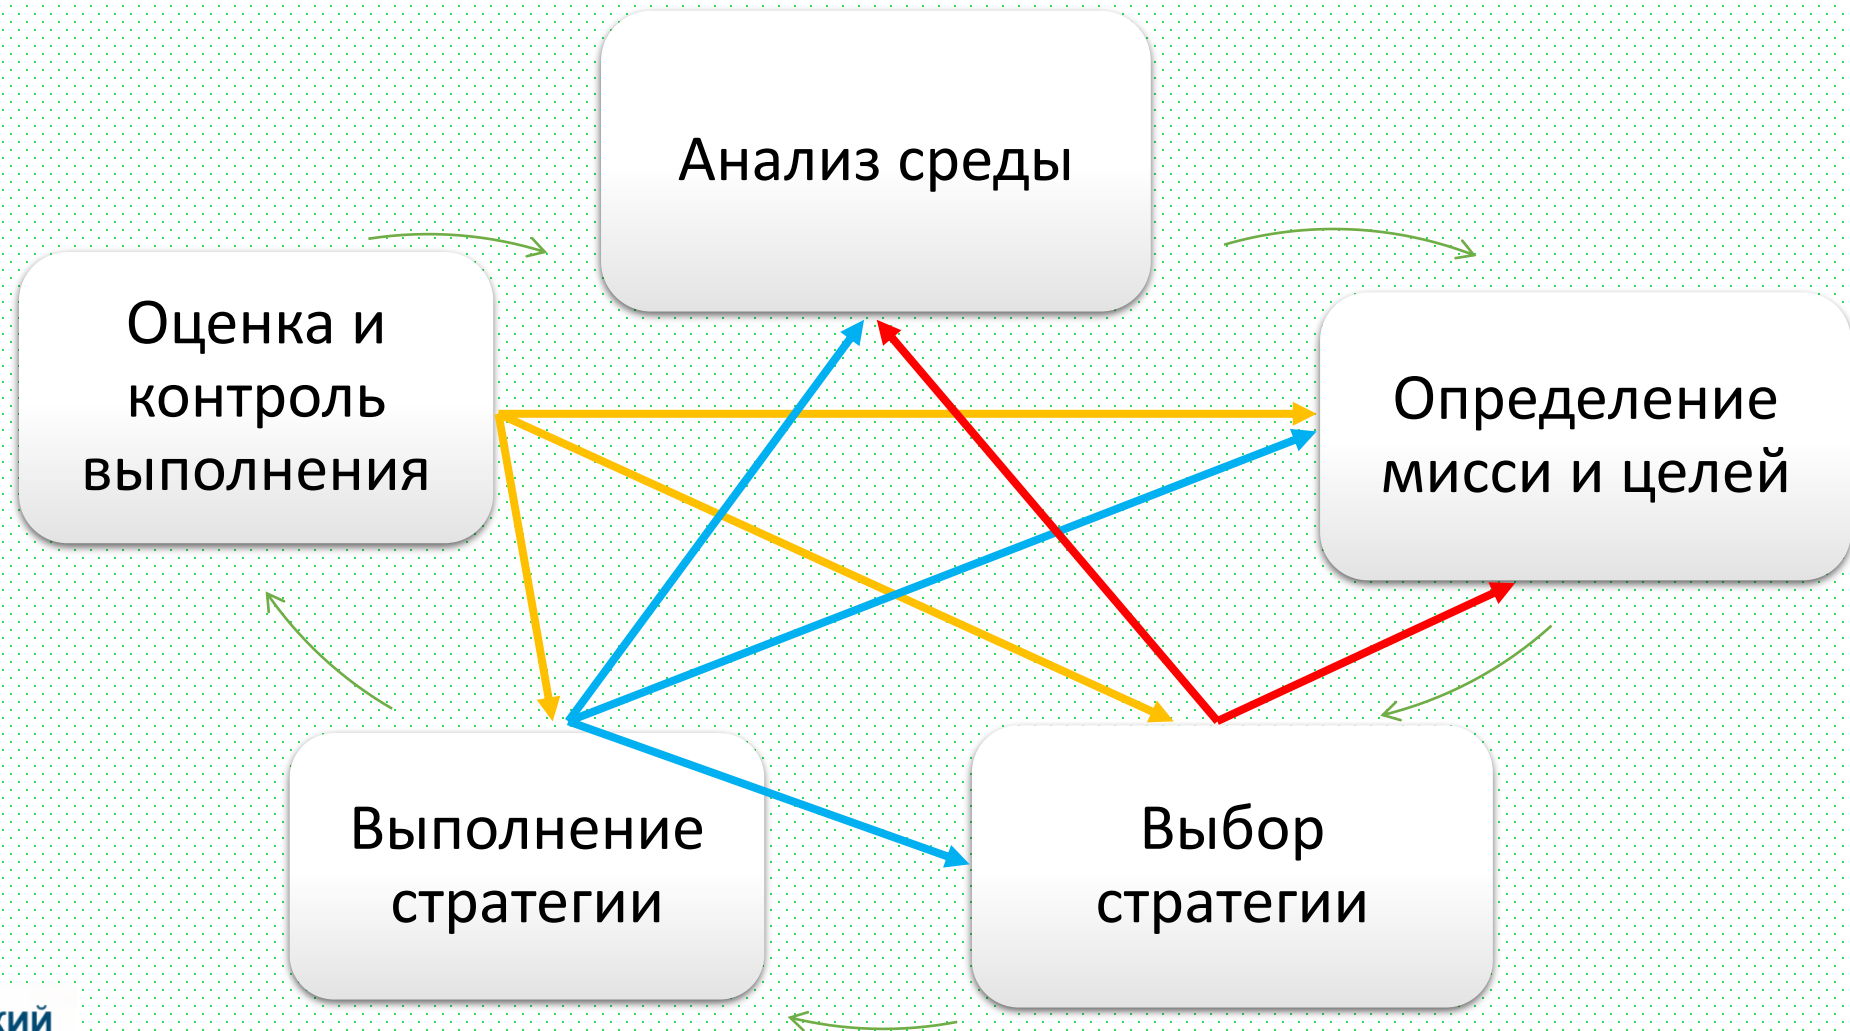 Анализ среды
Оценка и
контроль
выполнения
Определение
мисси и целей
Выполнение
стратегии
Выбор
стратегии